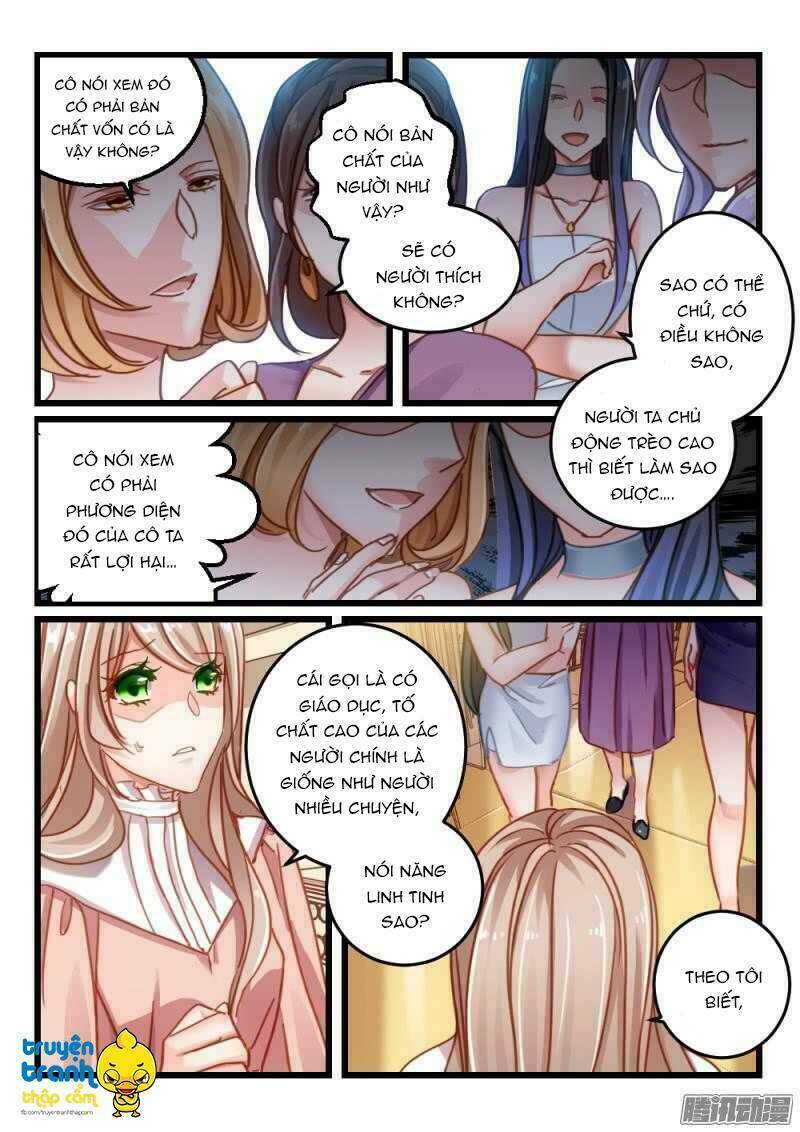 CÔ NÓI XEM ĐÓ
CÓ PHẢI BẢN
CHẤT VỐN CÓ LÀ
VẬY KHÔNG?
CÔ NÓI BẢN
CHẤT CỦA
NGƯỜI NHƯ
VẬY?
SẼ CÓ
NGƯỜI THÍCH
KHÔNG?
SAO CÓ THỂ
CHỨ, CÓ
ĐIỀU KHÔNG
SAO,
NGƯỜI TA CHỦ
ĐỘNG TRÈO CAO
THÌ BIẾT LÀM SAO
ĐƯỢC....
CÔ NÓI XEM
CÓ PHẢI
PHƯƠNG DIỆN
ĐÓ CỦA CÔ TA
RẤT LỢI HẠI...
CÁI GỌI LÀ CÓ
GIÁO DỤC, TỐ
CHẤT CAO CỦA CÁC
NGƯỜI CHÍNH LÀ
GIỐNG NHƯ NGƯỜI
NHIỀU CHUYỆN,
NÓI NĂNG
LINH TINH
SAO?
THEO TÔI
BIẾT,
truyện
tranh
thập cẩm
fb.com/truyentranhthapcam
腾讯动漫